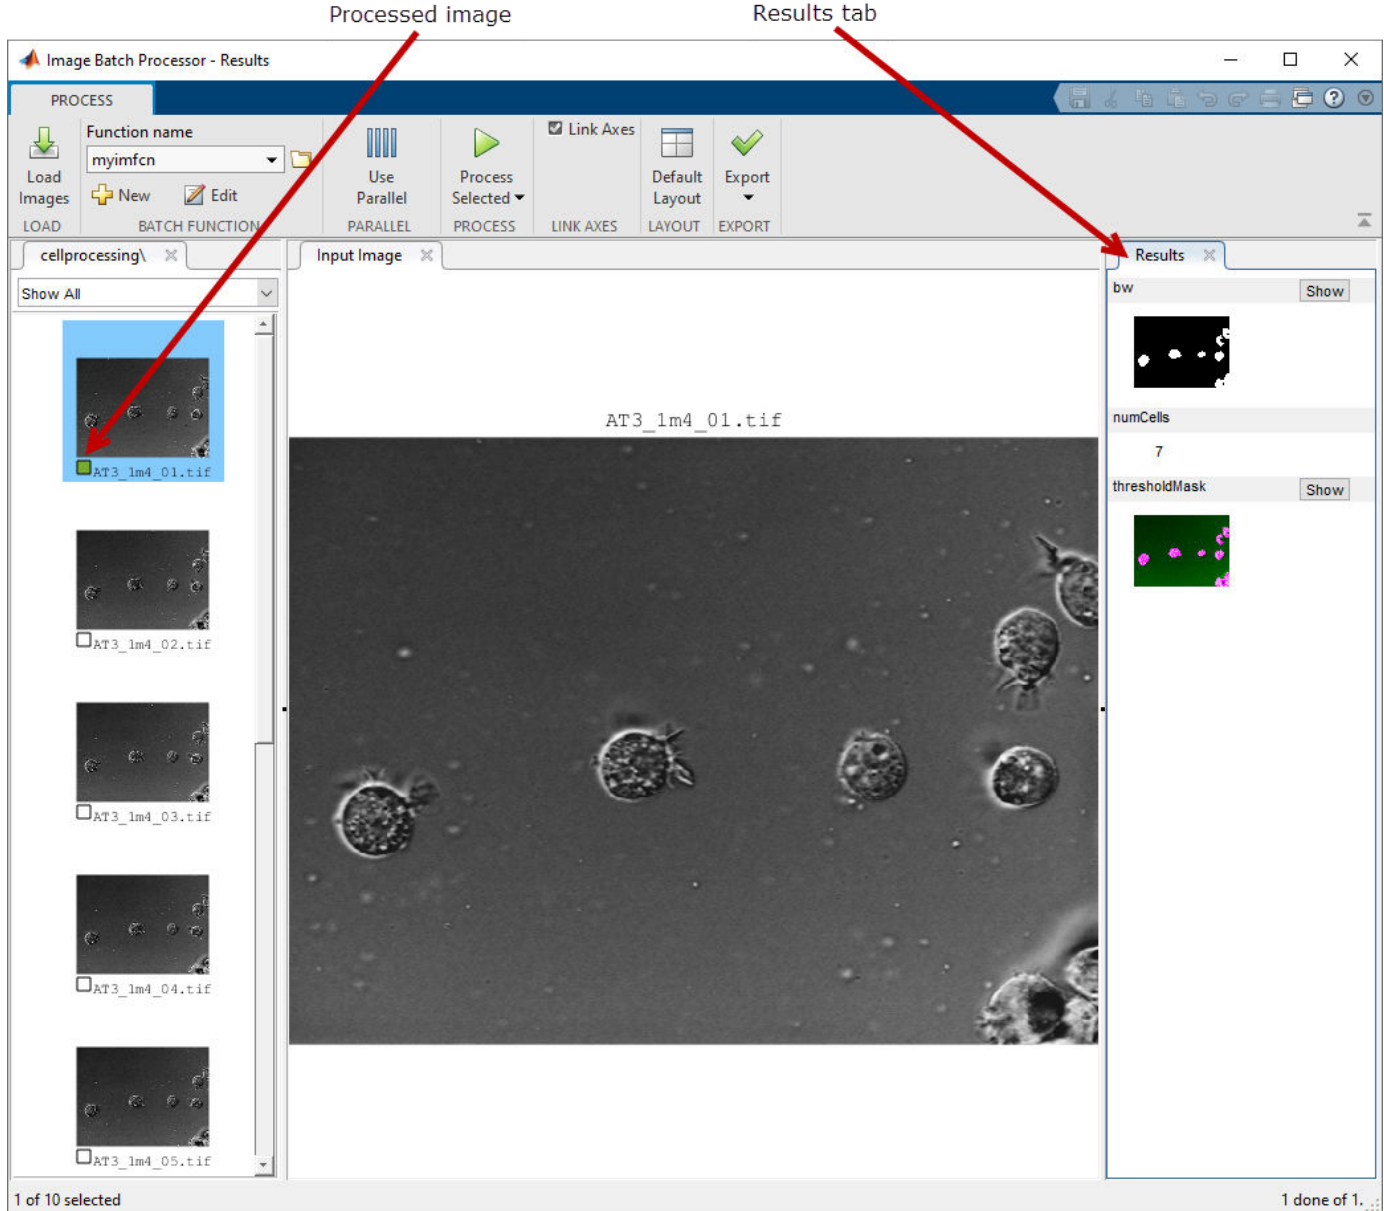 Processed image
Results tab
Image Batch Processor - Results
PROCESS
Load Images
Function name
myimfcn
New
Edit
Use Parallel
Process Selected
Link Axes
Default Layout
Export
LOAD
BATCH FUNCTION
PARALLEL
PROCESS
LINK AXES
LAYOUT
EXPORT
cellprocessing\
Show All
AT3_1m4_01.tif
AT3_1m4_02.tif
AT3_1m4_03.tif
AT3_1m4_04.tif
AT3_1m4_05.tif
Input Image
AT3_1m4_01.tif
Results
bw
Show
numCells
7
thresholdMask
Show
1 of 10 selected
1 done of 1.